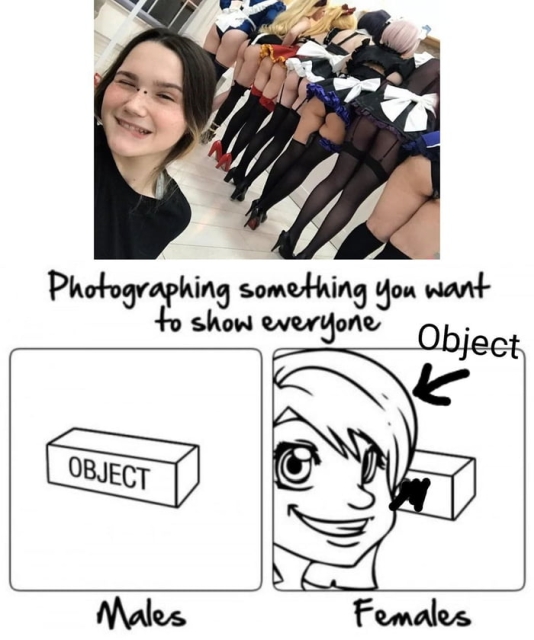 Photographing something you want
to show everyone
Object
OBJECT
Males
Females